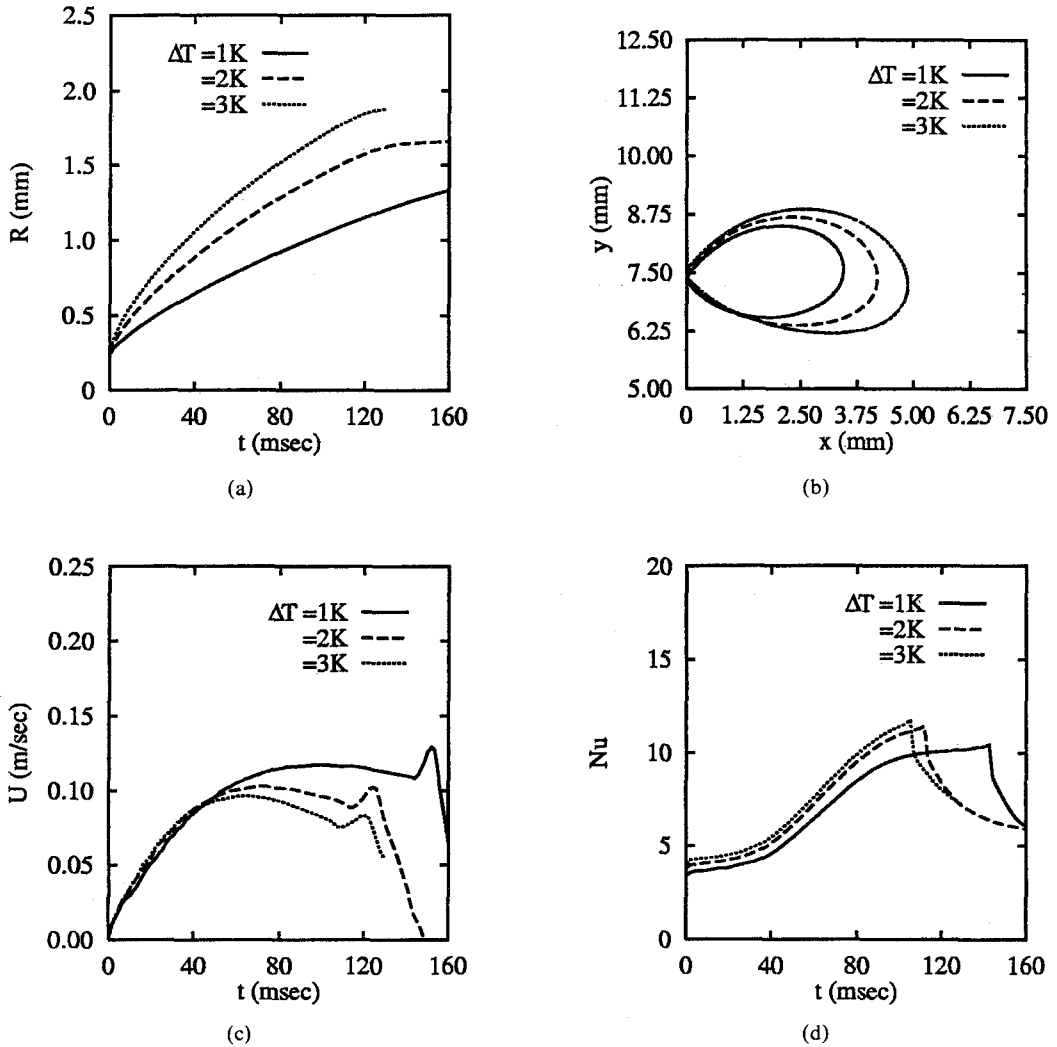 2.5
2.0
1.5
1.0
0.5
0
R (mm)
ΔT =1K
=2K
=3K
0 40 80 120 160
t (msec)
(a)
12.50
11.25
10.00
8.75
7.50
6.25
5.00
y (mm)
ΔT =1K
=2K
=3K
0 1.25 2.50 3.75 5.00 6.25 7.50
x (mm)
(b)
0.25
0.20
0.15
0.10
0.05
0.00
U (m/sec)
ΔT =1K
=2K
=3K
0 40 80 120 160
t (msec)
(c)
20
15
10
5
0
Nu
ΔT =1K
=2K
=3K
0 40 80 120 160
t (msec)
(d)